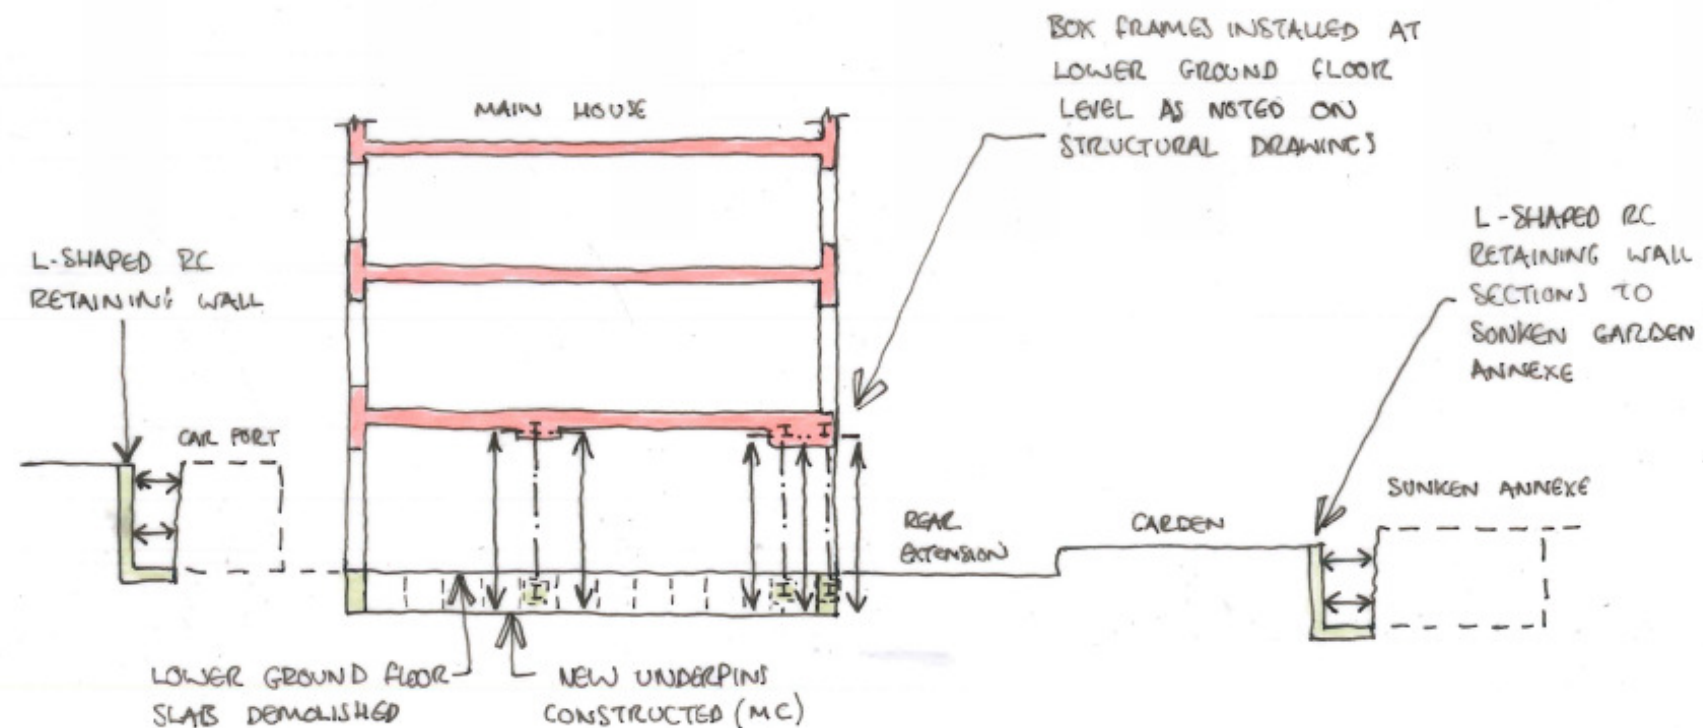 BOX FRAMES INSTALLED AT
LOWER GROUND FLOOR
LEVEL AS NOTED ON
STRUCTURAL DRAWINGS
MAIN HOUSE
L-SHAPED RC
RETAINING WALL
SECTIONS TO
SUNKEN GARDEN
ANNEXE
L-SHAPED RC
RETAINING WALL
CAR PORT
SUNKEN ANNEXE
REAR
EXTENSION
GARDEN
LOWER GROUND FLOOR
SLAB DEMOLISHED
NEW UNDERPINS
CONSTRUCTED (MC)